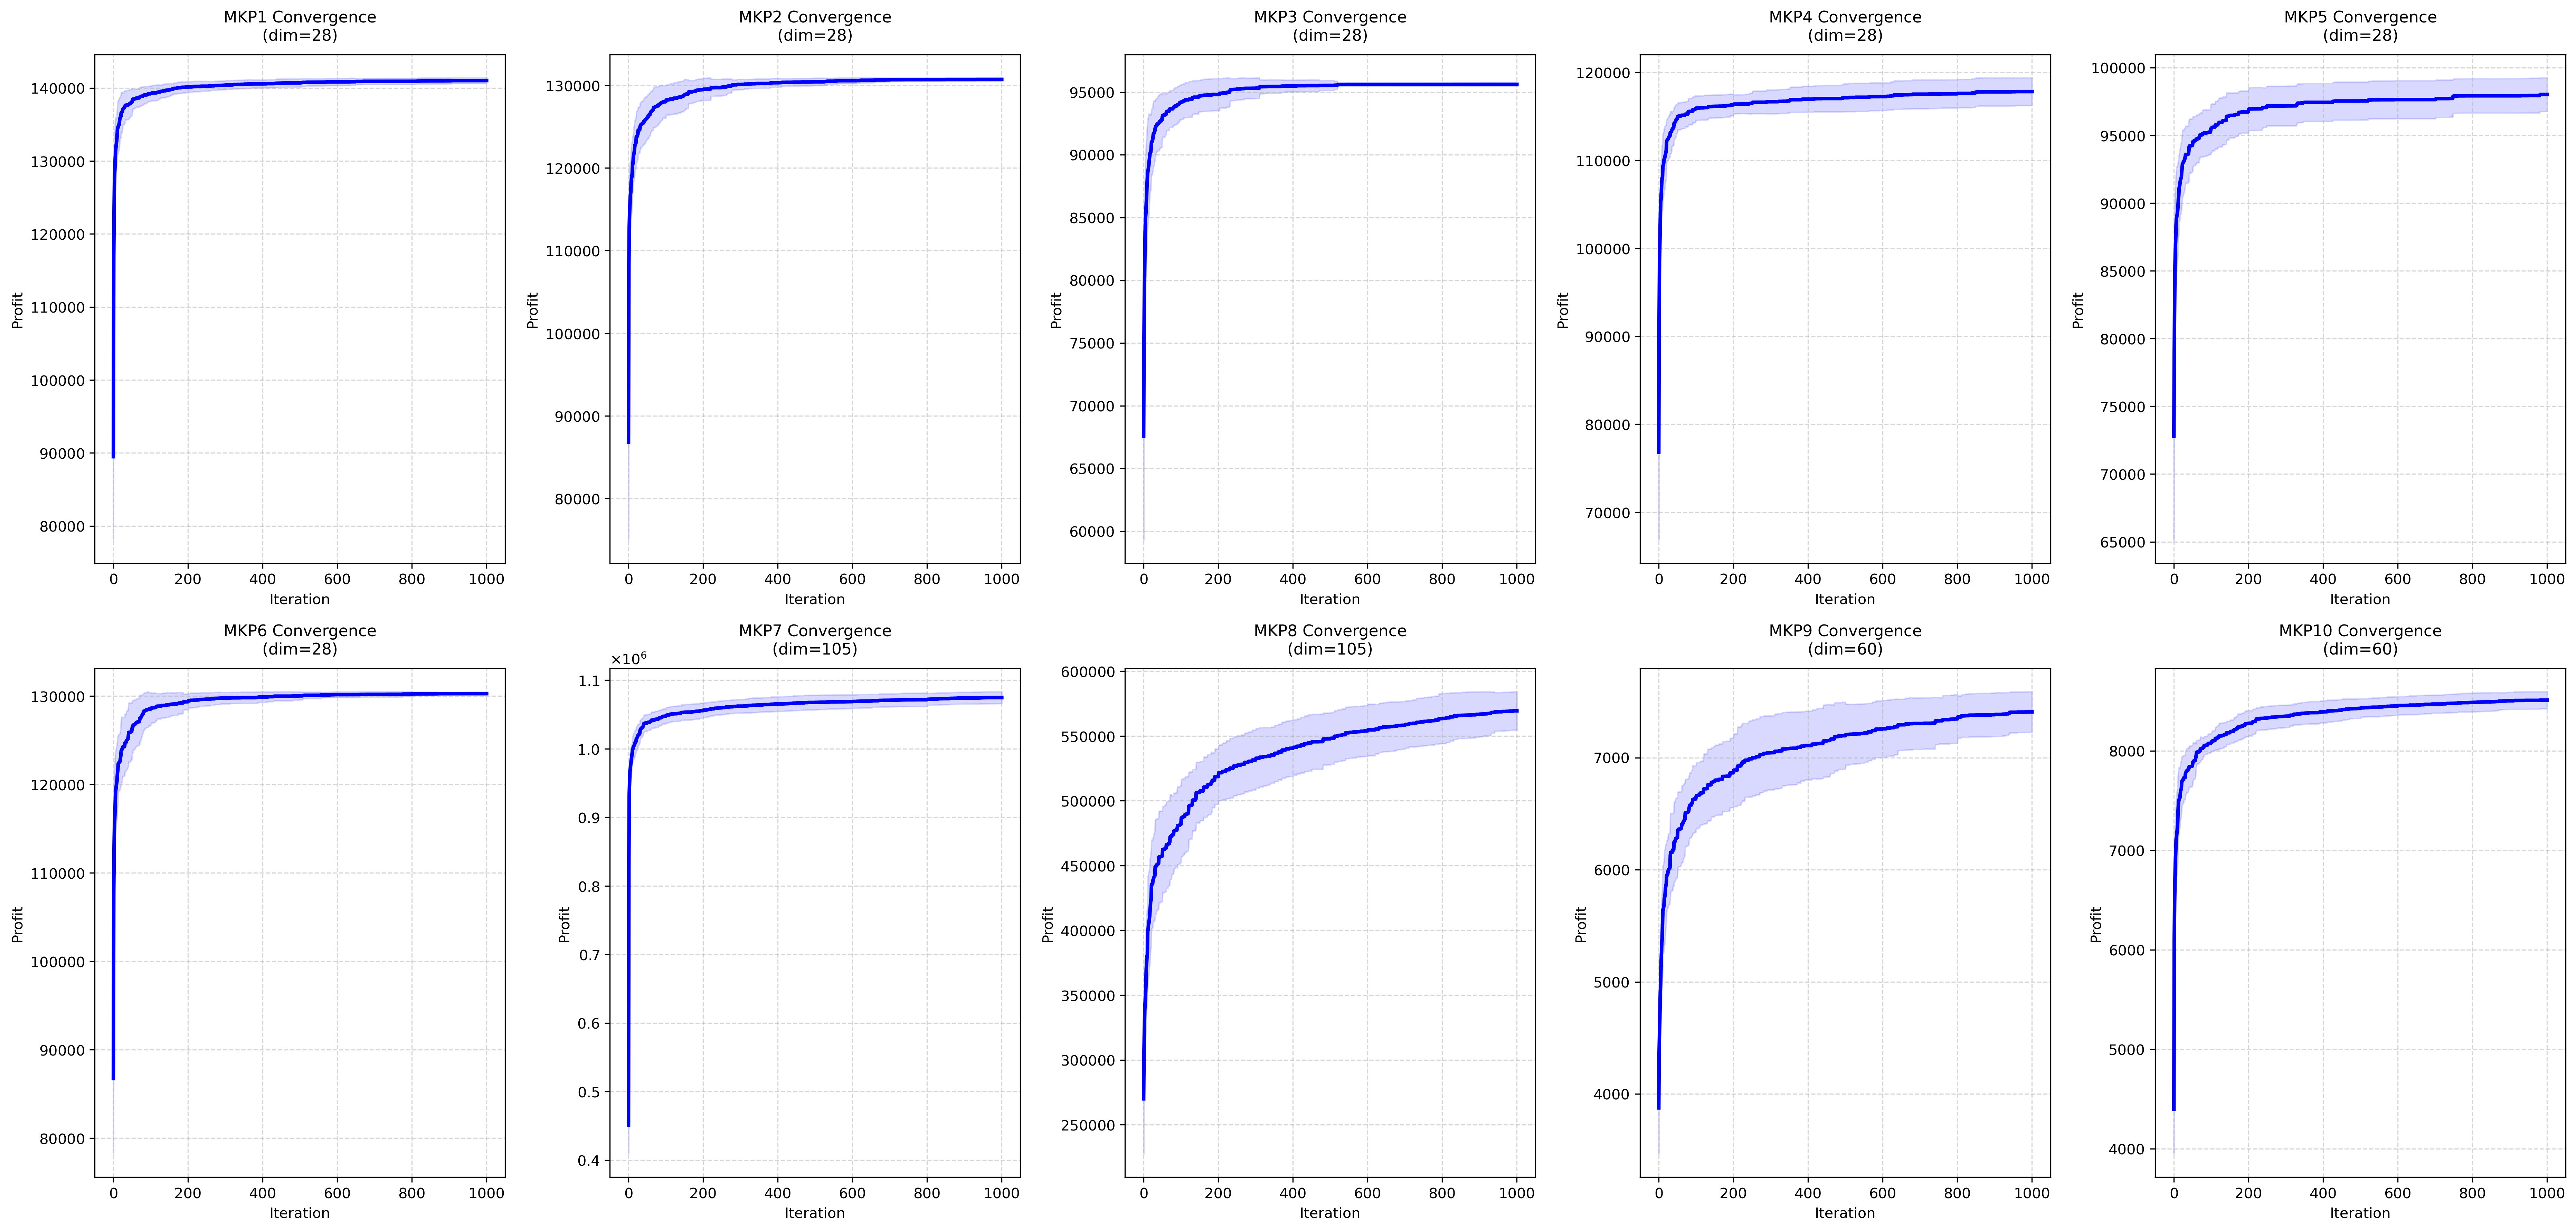 MKP1 Convergence
(dim=28)
Profit
140000
130000
120000
110000
100000
90000
80000
0 200 400 600 800 1000
Iteration
MKP2 Convergence
(dim=28)
Profit
130000
120000
110000
100000
90000
80000
0 200 400 600 800 1000
Iteration
MKP3 Convergence
(dim=28)
Profit
95000
90000
85000
80000
75000
70000
65000
60000
0 200 400 600 800 1000
Iteration
MKP4 Convergence
(dim=28)
Profit
120000
110000
100000
90000
80000
70000
0 200 400 600 800 1000
Iteration
MKP5 Convergence
(dim=28)
Profit
100000
95000
90000
85000
80000
75000
70000
65000
0 200 400 600 800 1000
Iteration
MKP6 Convergence
(dim=28)
Profit
130000
120000
110000
100000
90000
80000
0 200 400 600 800 1000
Iteration
MKP7 Convergence
(dim=105)
×10⁶
Profit
1.1
1.0
0.9
0.8
0.7
0.6
0.5
0.4
0 200 400 600 800 1000
Iteration
MKP8 Convergence
(dim=105)
Profit
600000
550000
500000
450000
400000
350000
300000
250000
0 200 400 600 800 1000
Iteration
MKP9 Convergence
(dim=60)
Profit
7000
6000
5000
4000
0 200 400 600 800 1000
Iteration
MKP10 Convergence
(dim=60)
Profit
8000
7000
6000
5000
4000
0 200 400 600 800 1000
Iteration